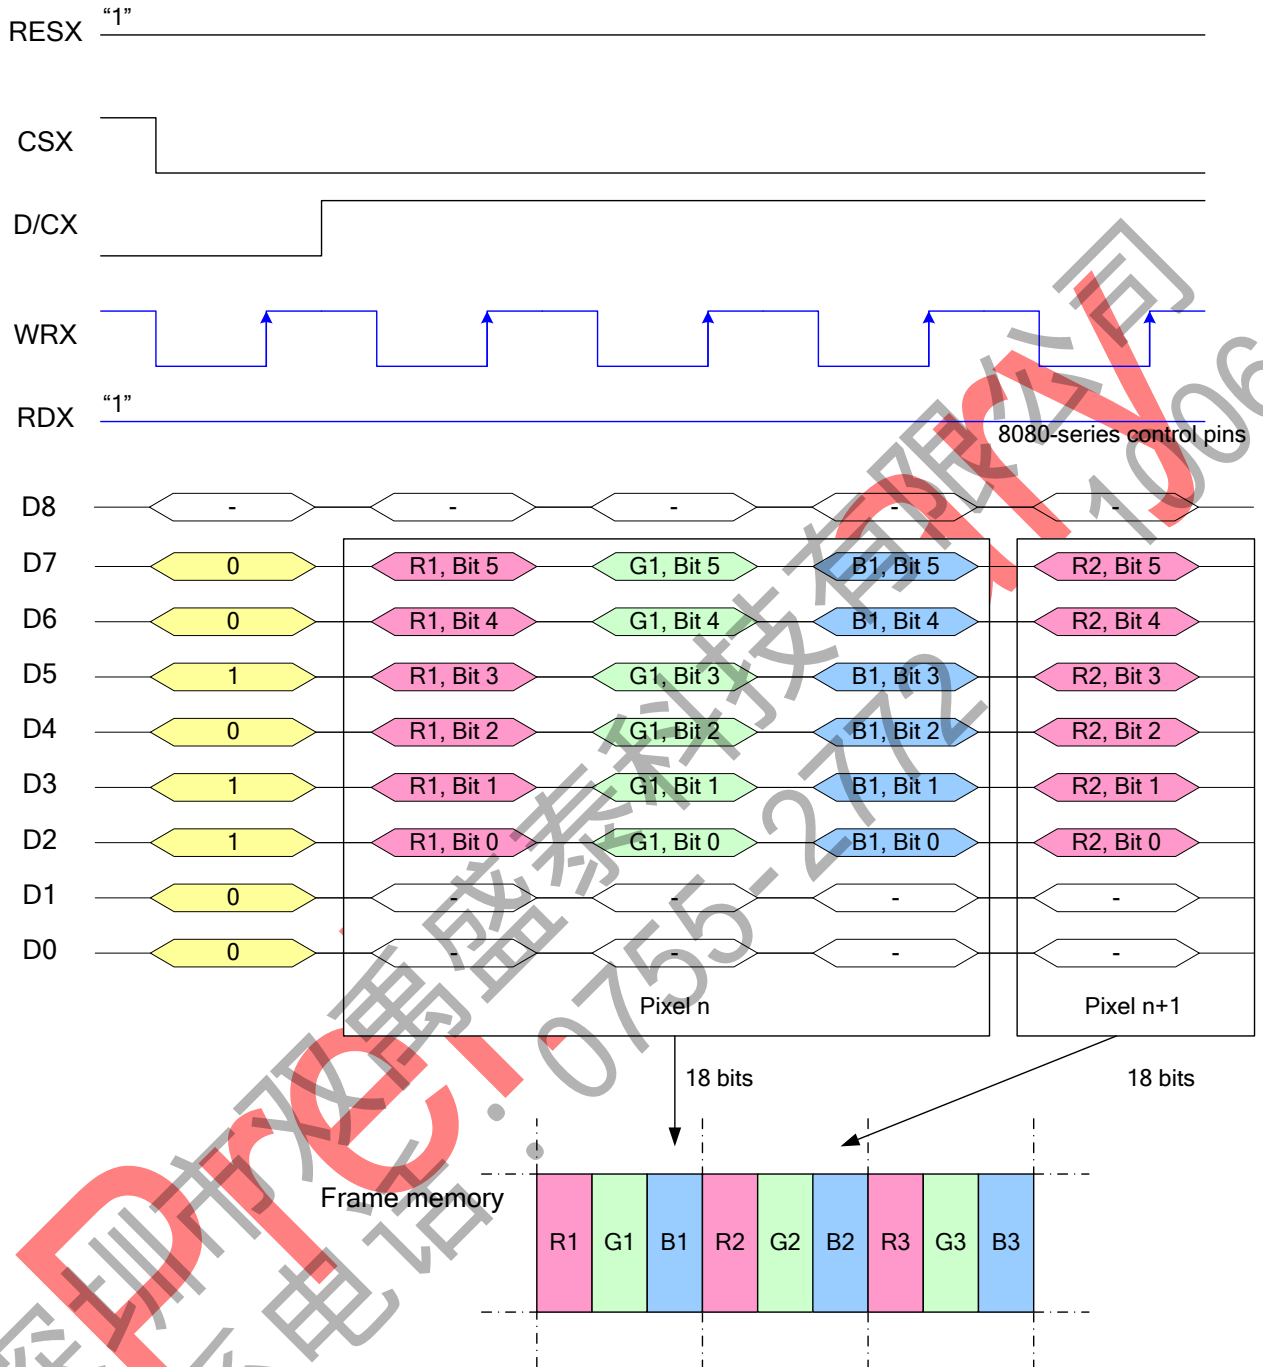 RESX “1”
CSX
D/CX
WRX
RDX “1”
8080-series control pins
D8 - - - - -
D7 0 R1, Bit 5 G1, Bit 5 B1, Bit 5 R2, Bit 5
D6 0 R1, Bit 4 G1, Bit 4 B1, Bit 4 R2, Bit 4
D5 1 R1, Bit 3 G1, Bit 3 B1, Bit 3 R2, Bit 3
D4 0 R1, Bit 2 G1, Bit 2 B1, Bit 2 R2, Bit 2
D3 1 R1, Bit 1 G1, Bit 1 B1, Bit 1 R2, Bit 1
D2 1 R1, Bit 0 G1, Bit 0 B1, Bit 0 R2, Bit 0
D1 0 - - - -
D0 0 - - - -
Pixel n Pixel n+1
18 bits 18 bits
Frame memory
R1 G1 B1 R2 G2 B2 R3 G3 B3
深圳市双禹盛泰科技有限公司
电话：0755-2772 1006